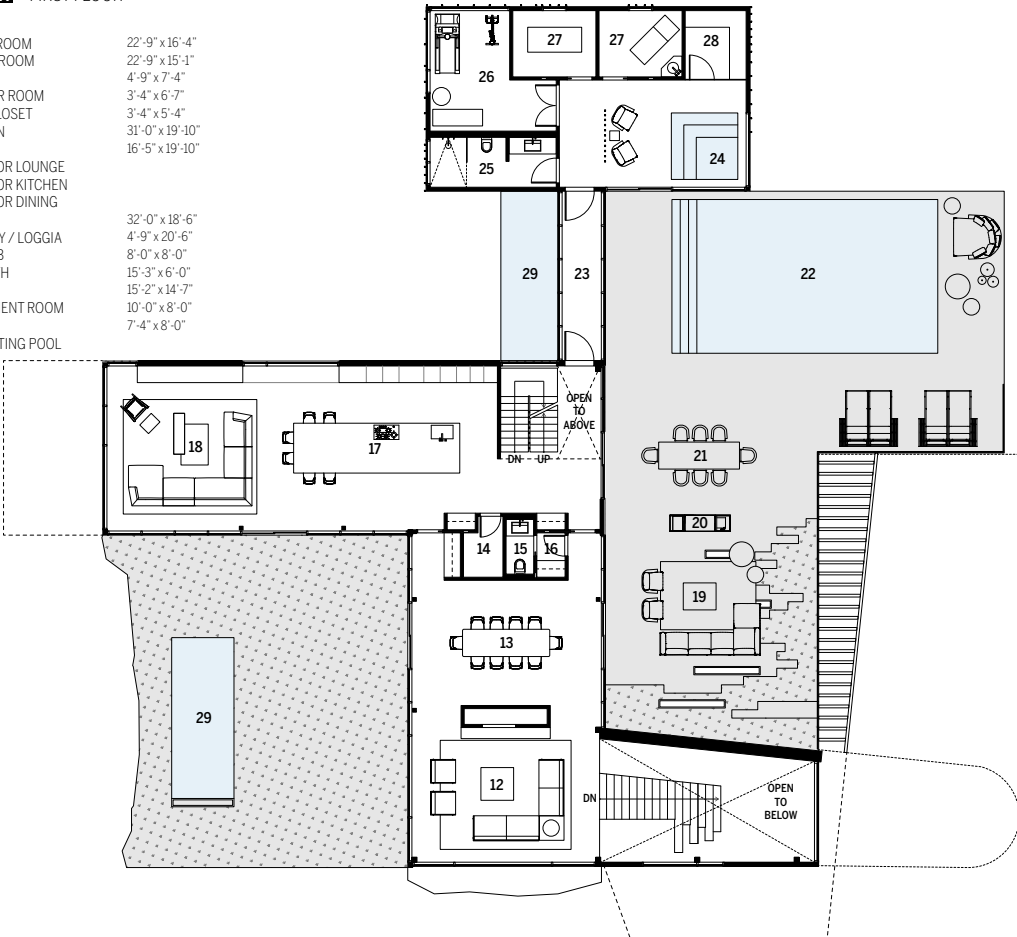 FIRST FLOOR
ROOM 22'-9" x 16'-4"
ROOM 22'-9" x 15'-1"
4'-9" x 7'-4"
R ROOM 3'-4" x 6'-7"
LOSET 3'-4" x 5'-4"
N 31'-0" x 19'-10"
16'-5" x 19'-10"
OR LOUNGE
OR KITCHEN
OR DINING
32'-0" x 18'-6"
Y / LOGGIA 4'-9" x 20'-6"
B 8'-0" x 8'-0"
TH 15'-3" x 6'-0"
15'-2" x 14'-7"
ENT ROOM 10'-0" x 8'-0"
7'-4" x 8'-0"
TING POOL
27
27
28
26
24
25
29
23
22
OPEN
TO
ABOVE
DN UP
18
17
21
20
14
15
16
19
13
29
12
DN
OPEN
TO
BELOW